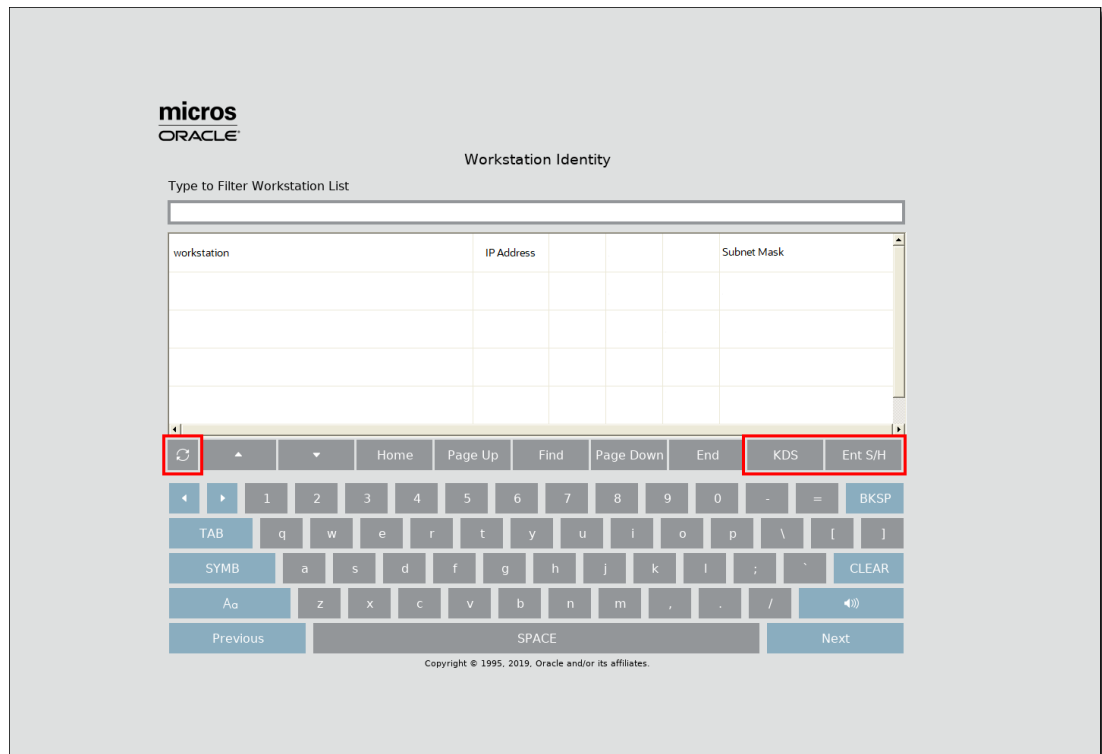 micros
ORACLE
Workstation Identity
Type to Filter Workstation List
workstation IP Address Subnet Mask
Home Page Up Find Page Down End KDS Ent S/H
1 2 3 4 5 6 7 8 9 0 - = BKSP
TAB q w e r t y u i o p \ [ ]
SYMB a s d f g h j k l ; ` CLEAR
Aa z x c v b n m , . /
Previous SPACE Next
Copyright © 1995, 2019, Oracle and/or its affiliates.